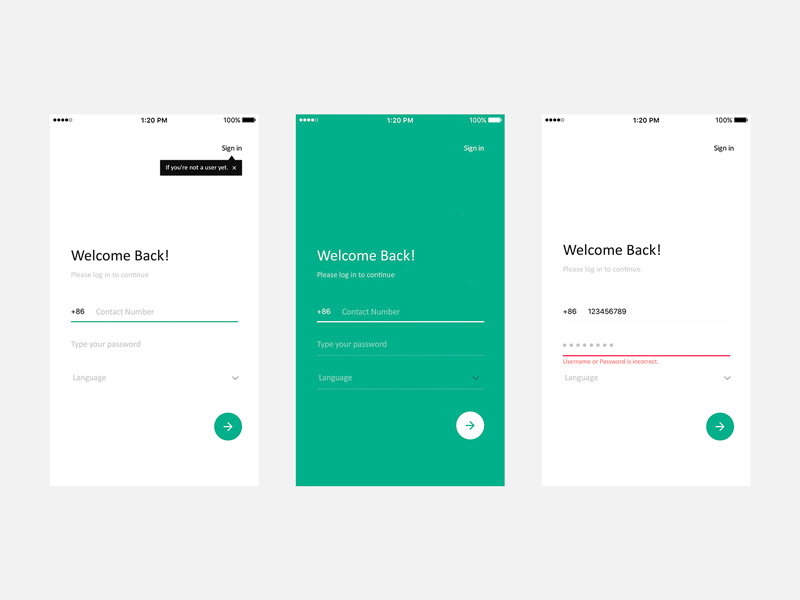 1:20 PM
100%
Sign in
If you're not a user yet. ×
Welcome Back!
Please log in to continue
+86 Contact Number
Type your password
Language
1:20 PM
100%
Sign in
Welcome Back!
Please log in to continue
+86 Contact Number
Type your password
Language
1:20 PM
100%
Sign in
Welcome Back!
Please log in to continue
+86 123456789
Username or Password is incorrect.
Language